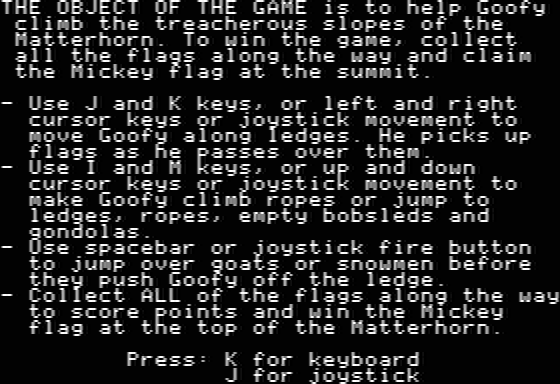 THE OBJECT OF THE GAME is to help Goofy
climb the treacherous slopes of the
Matterhorn. To win the game, collect
all the flags along the way and claim
the Mickey flag at the summit.
- Use J and K keys, or left and right
cursor keys or joystick movement to
move Goofy along ledges. He picks up
flags as he passes over them.
- Use I and M keys, or up and down
cursor keys or joystick movement to
make Goofy climb ropes or jump to
ledges, ropes, empty bobsleds and
gondolas.
- Use spacebar or joystick fire button
to jump over goats or snowmen before
they push Goofy off the ledge.
- Collect ALL of the flags along the way
to score points and win the Mickey
flag at the top of the Matterhorn.
Press: K for keyboard
J for joystick